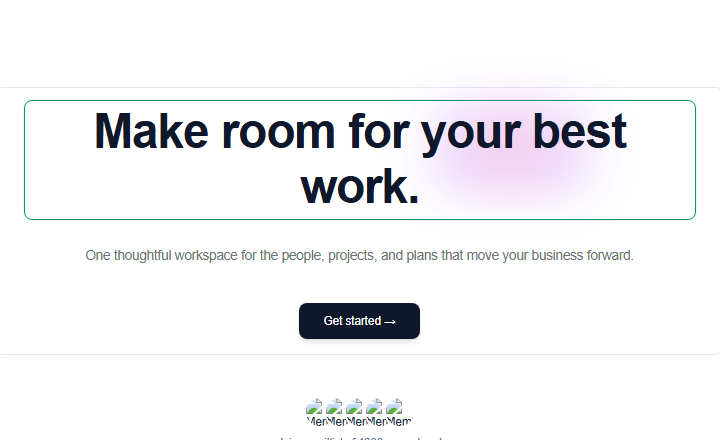 Make room for your best
work.
One thoughtful workspace for the people, projects, and plans that move your business forward.
Get started →
Mem